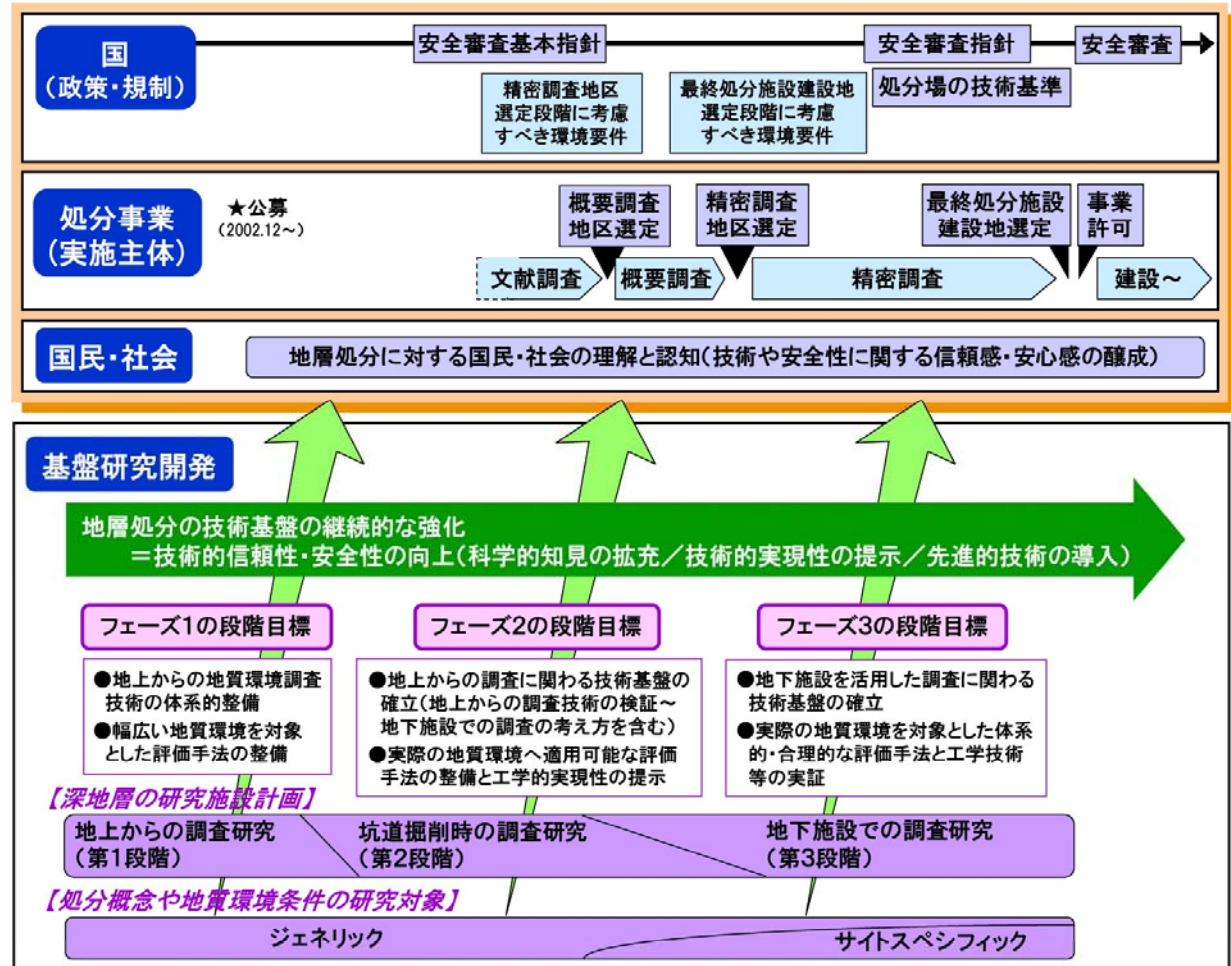 国
(政策・規制)
安全審査基本指針
安全審査指針
安全審査
精密調査地区
選定段階に考慮
すべき環境要件
最終処分施設建設地
選定段階に考慮
すべき環境要件
処分場の技術基準
処分事業
(実施主体)
★公募
(2002.12～)
概要調査
地区選定
精密調査
地区選定
最終処分施設
建設地選定
事業
許可
文献調査
概要調査
精密調査
建設～
国民・社会
地層処分に対する国民・社会の理解と認知(技術や安全性に関する信頼感・安心感の醸成)
基盤研究開発
地層処分の技術基盤の継続的な強化
＝技術的信頼性・安全性の向上(科学的知見の拡充／技術的実現性の提示／先進的技術の導入)
フェーズ1の段階目標
●地上からの地質環境調査
技術の体系的整備
●幅広い地質環境を対象
とした評価手法の整備
フェーズ2の段階目標
●地上からの調査に関わる技術基盤の
確立(地上からの調査技術の検証～
地下施設での調査の考え方を含む)
●実際の地質環境へ適用可能な評価
手法の整備と工学的実現性の提示
フェーズ3の段階目標
●地下施設を活用した調査に関わる
技術基盤の確立
●実際の地質環境を対象とした体系
的・合理的な評価手法と工学技術
等の実証
【深地層の研究施設計画】
地上からの調査研究
(第1段階)
坑道掘削時の調査研究
(第2段階)
地下施設での調査研究
(第3段階)
【処分概念や地質環境条件の研究対象】
ジェネリック
サイトスペシフィック